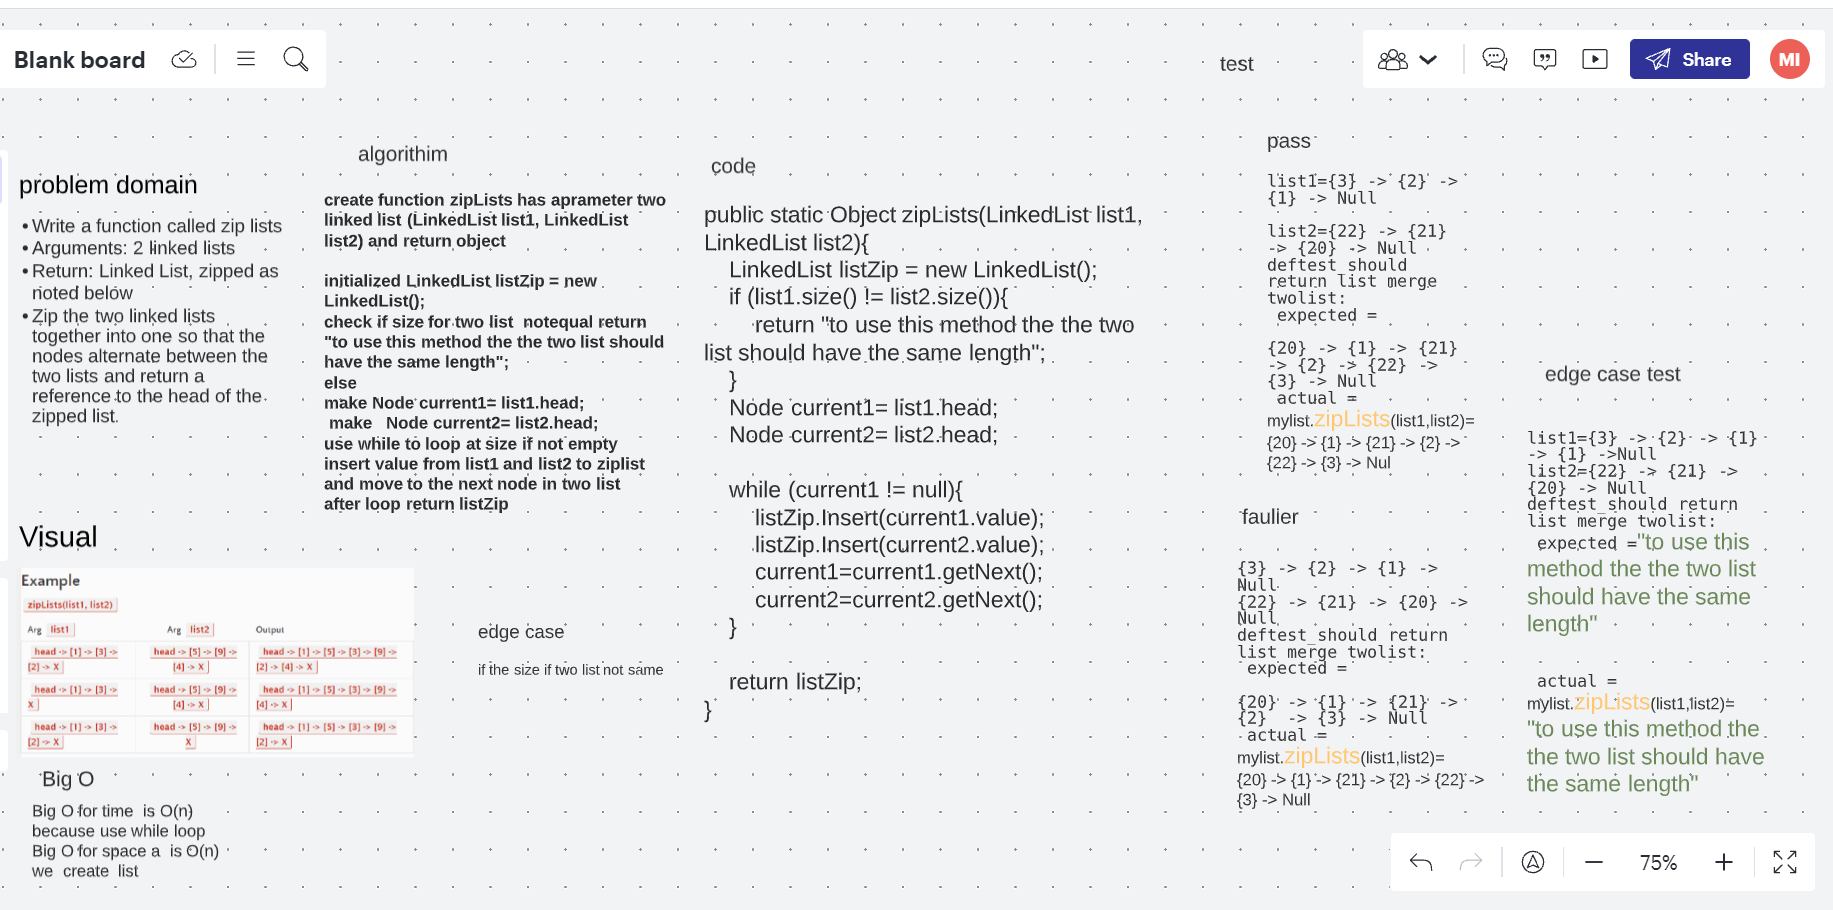 Blank board
test
Share
MI
problem domain
• Write a function called zip lists
• Arguments: 2 linked lists
• Return: Linked List, zipped as
noted below
• Zip the two linked lists
together into one so that the
nodes alternate between the
two lists and return a
reference to the head of the
zipped list.
algorithim
create function zipLists has aprameter two
linked list (LinkedList list1, LinkedList
list2) and return object
initialized LinkedList listZip = new
LinkedList();
check if size for two list notequal return
"to use this method the the two list should
have the same length";
else
make Node current1= list1.head;
make Node current2= list2.head;
use while to loop at size if not empty
insert value from list1 and list2 to ziplist
and move to the next node in two list
after loop return listZip
Visual
Example
zipLists(list1, list2)
Arg list1 Arg list2 Output
head -> [1] -> [3] -> head -> [5] -> [9] -> head -> [1] -> [5] -> [3] -> [9] ->
[2] -> X [4] -> X [2] -> [4] -> X
head -> [1] -> [3] -> head -> [5] -> [9] -> head -> [1] -> [5] -> [3] -> [9] ->
X [4] -> X [4] -> X
head -> [1] -> [3] -> head -> [5] -> [9] -> head -> [1] -> [5] -> [3] -> [9] ->
[2] -> X X [2] -> X
Big O
Big O for time is O(n)
because use while loop
Big O for space a is O(n)
we create list
edge case
if the size if two list not same
code
public static Object zipLists(LinkedList list1,
LinkedList list2){
LinkedList listZip = new LinkedList();
if (list1.size() != list2.size()){
return "to use this method the the two
list should have the same length";
}
Node current1= list1.head;
Node current2= list2.head;
while (current1 != null){
listZip.Insert(current1.value);
listZip.Insert(current2.value);
current1=current1.getNext();
current2=current2.getNext();
}
return listZip;
}
pass
list1={3} -> {2} ->
{1} -> Null
list2={22} -> {21}
-> {20} -> Null
deftest_should
return list merge
twolist:
expected =
{20} -> {1} -> {21}
-> {2} -> {22} ->
{3} -> Null
actual =
mylist.zipLists(list1,list2)=
{20} -> {1} -> {21} -> {2} ->
{22} -> {3} -> Nul
faulier
{3} -> {2} -> {1} ->
Null
{22} -> {21} -> {20} ->
Null
deftest_should return
list merge twolist:
expected =
{20} -> {1} -> {21} ->
{2} -> {3} -> Null
actual =
mylist.zipLists(list1,list2)=
{20} -> {1} -> {21} -> {2} -> {22} ->
{3} -> Null
edge case test
list1={3} -> {2} -> {1}
-> {1} ->Null
list2={22} -> {21} ->
{20} -> Null
deftest_should return
list merge twolist:
expected ="to use this
method the the two list
should have the same
length"
actual =
mylist.zipLists(list1,list2)=
"to use this method the
the two list should have
the same length"
75%